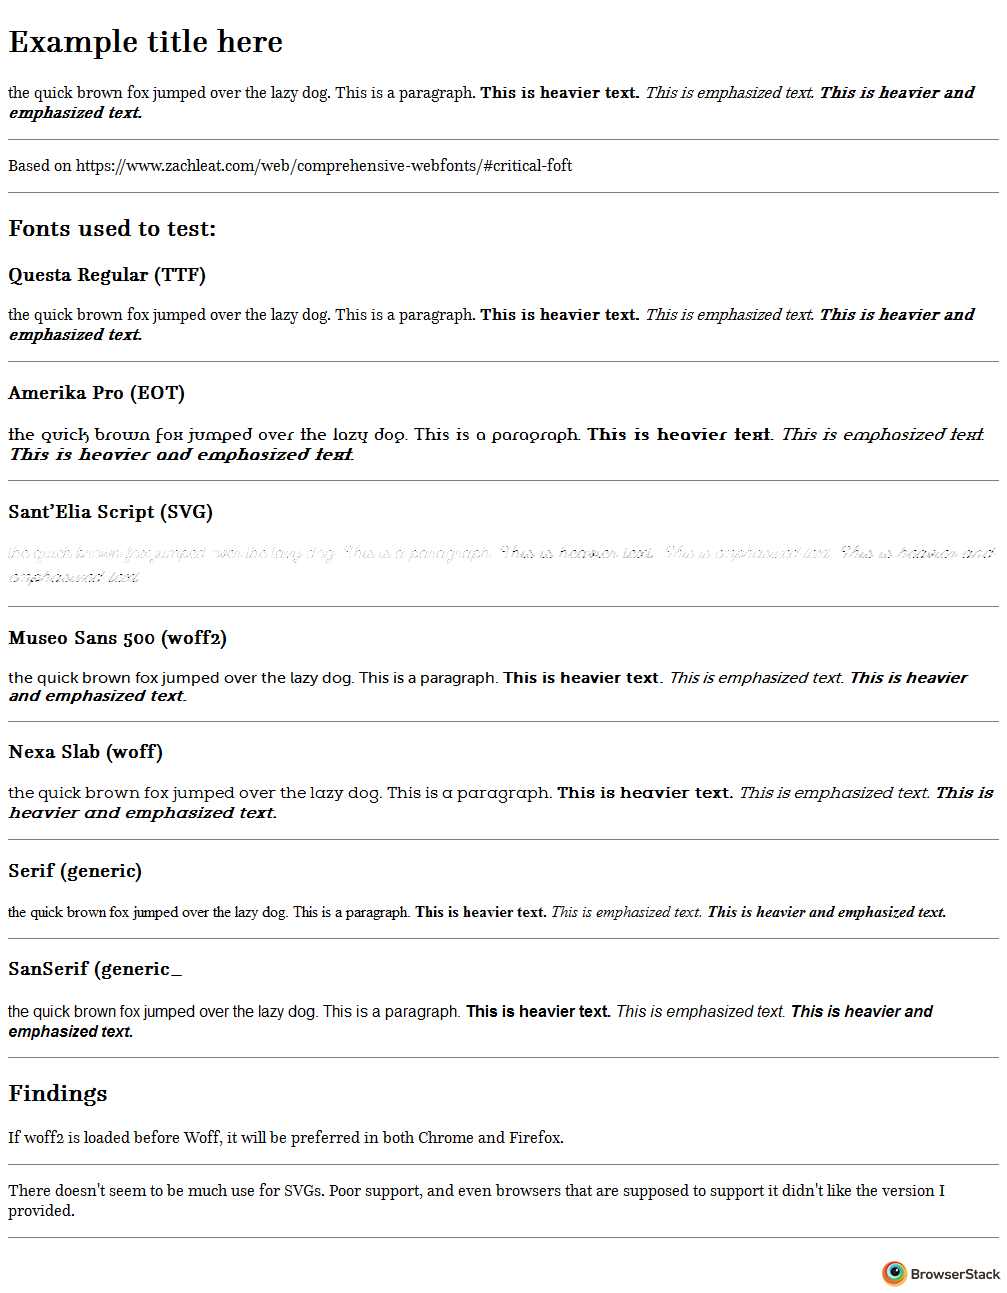 Example title here
the quick brown fox jumped over the lazy dog. This is a paragraph. This is heavier text. This is emphasized text. This is heavier and
emphasized text.
Based on https://www.zachleat.com/web/comprehensive-webfonts/#critical-foft
Fonts used to test:
Questa Regular (TTF)
the quick brown fox jumped over the lazy dog. This is a paragraph. This is heavier text. This is emphasized text. This is heavier and
emphasized text.
Amerika Pro (EOT)
the quick brown fox jumped over the lazy dog. This is a paragraph. This is heavier text. This is emphasized text.
This is heavier and emphasized text.
Sant'Elia Script (SVG)
the quick brown fox jumped over the lazy dog. This is a paragraph. This is heavier text. This is emphasized text. This is heavier and
emphasized text.
Museo Sans 500 (woff2)
the quick brown fox jumped over the lazy dog. This is a paragraph. This is heavier text. This is emphasized text. This is heavier
and emphasized text.
Nexa Slab (woff)
the quick brown fox jumped over the lazy dog. This is a paragraph. This is heavier text. This is emphasized text. This is
heavier and emphasized text.
Serif (generic)
the quick brown fox jumped over the lazy dog. This is a paragraph. This is heavier text. This is emphasized text. This is heavier and emphasized text.
SanSerif (generic_
the quick brown fox jumped over the lazy dog. This is a paragraph. This is heavier text. This is emphasized text. This is heavier and
emphasized text.
Findings
If woff2 is loaded before Woff, it will be preferred in both Chrome and Firefox.
There doesn't seem to be much use for SVGs. Poor support, and even browsers that are supposed to support it didn't like the version I
provided.
BrowserStack